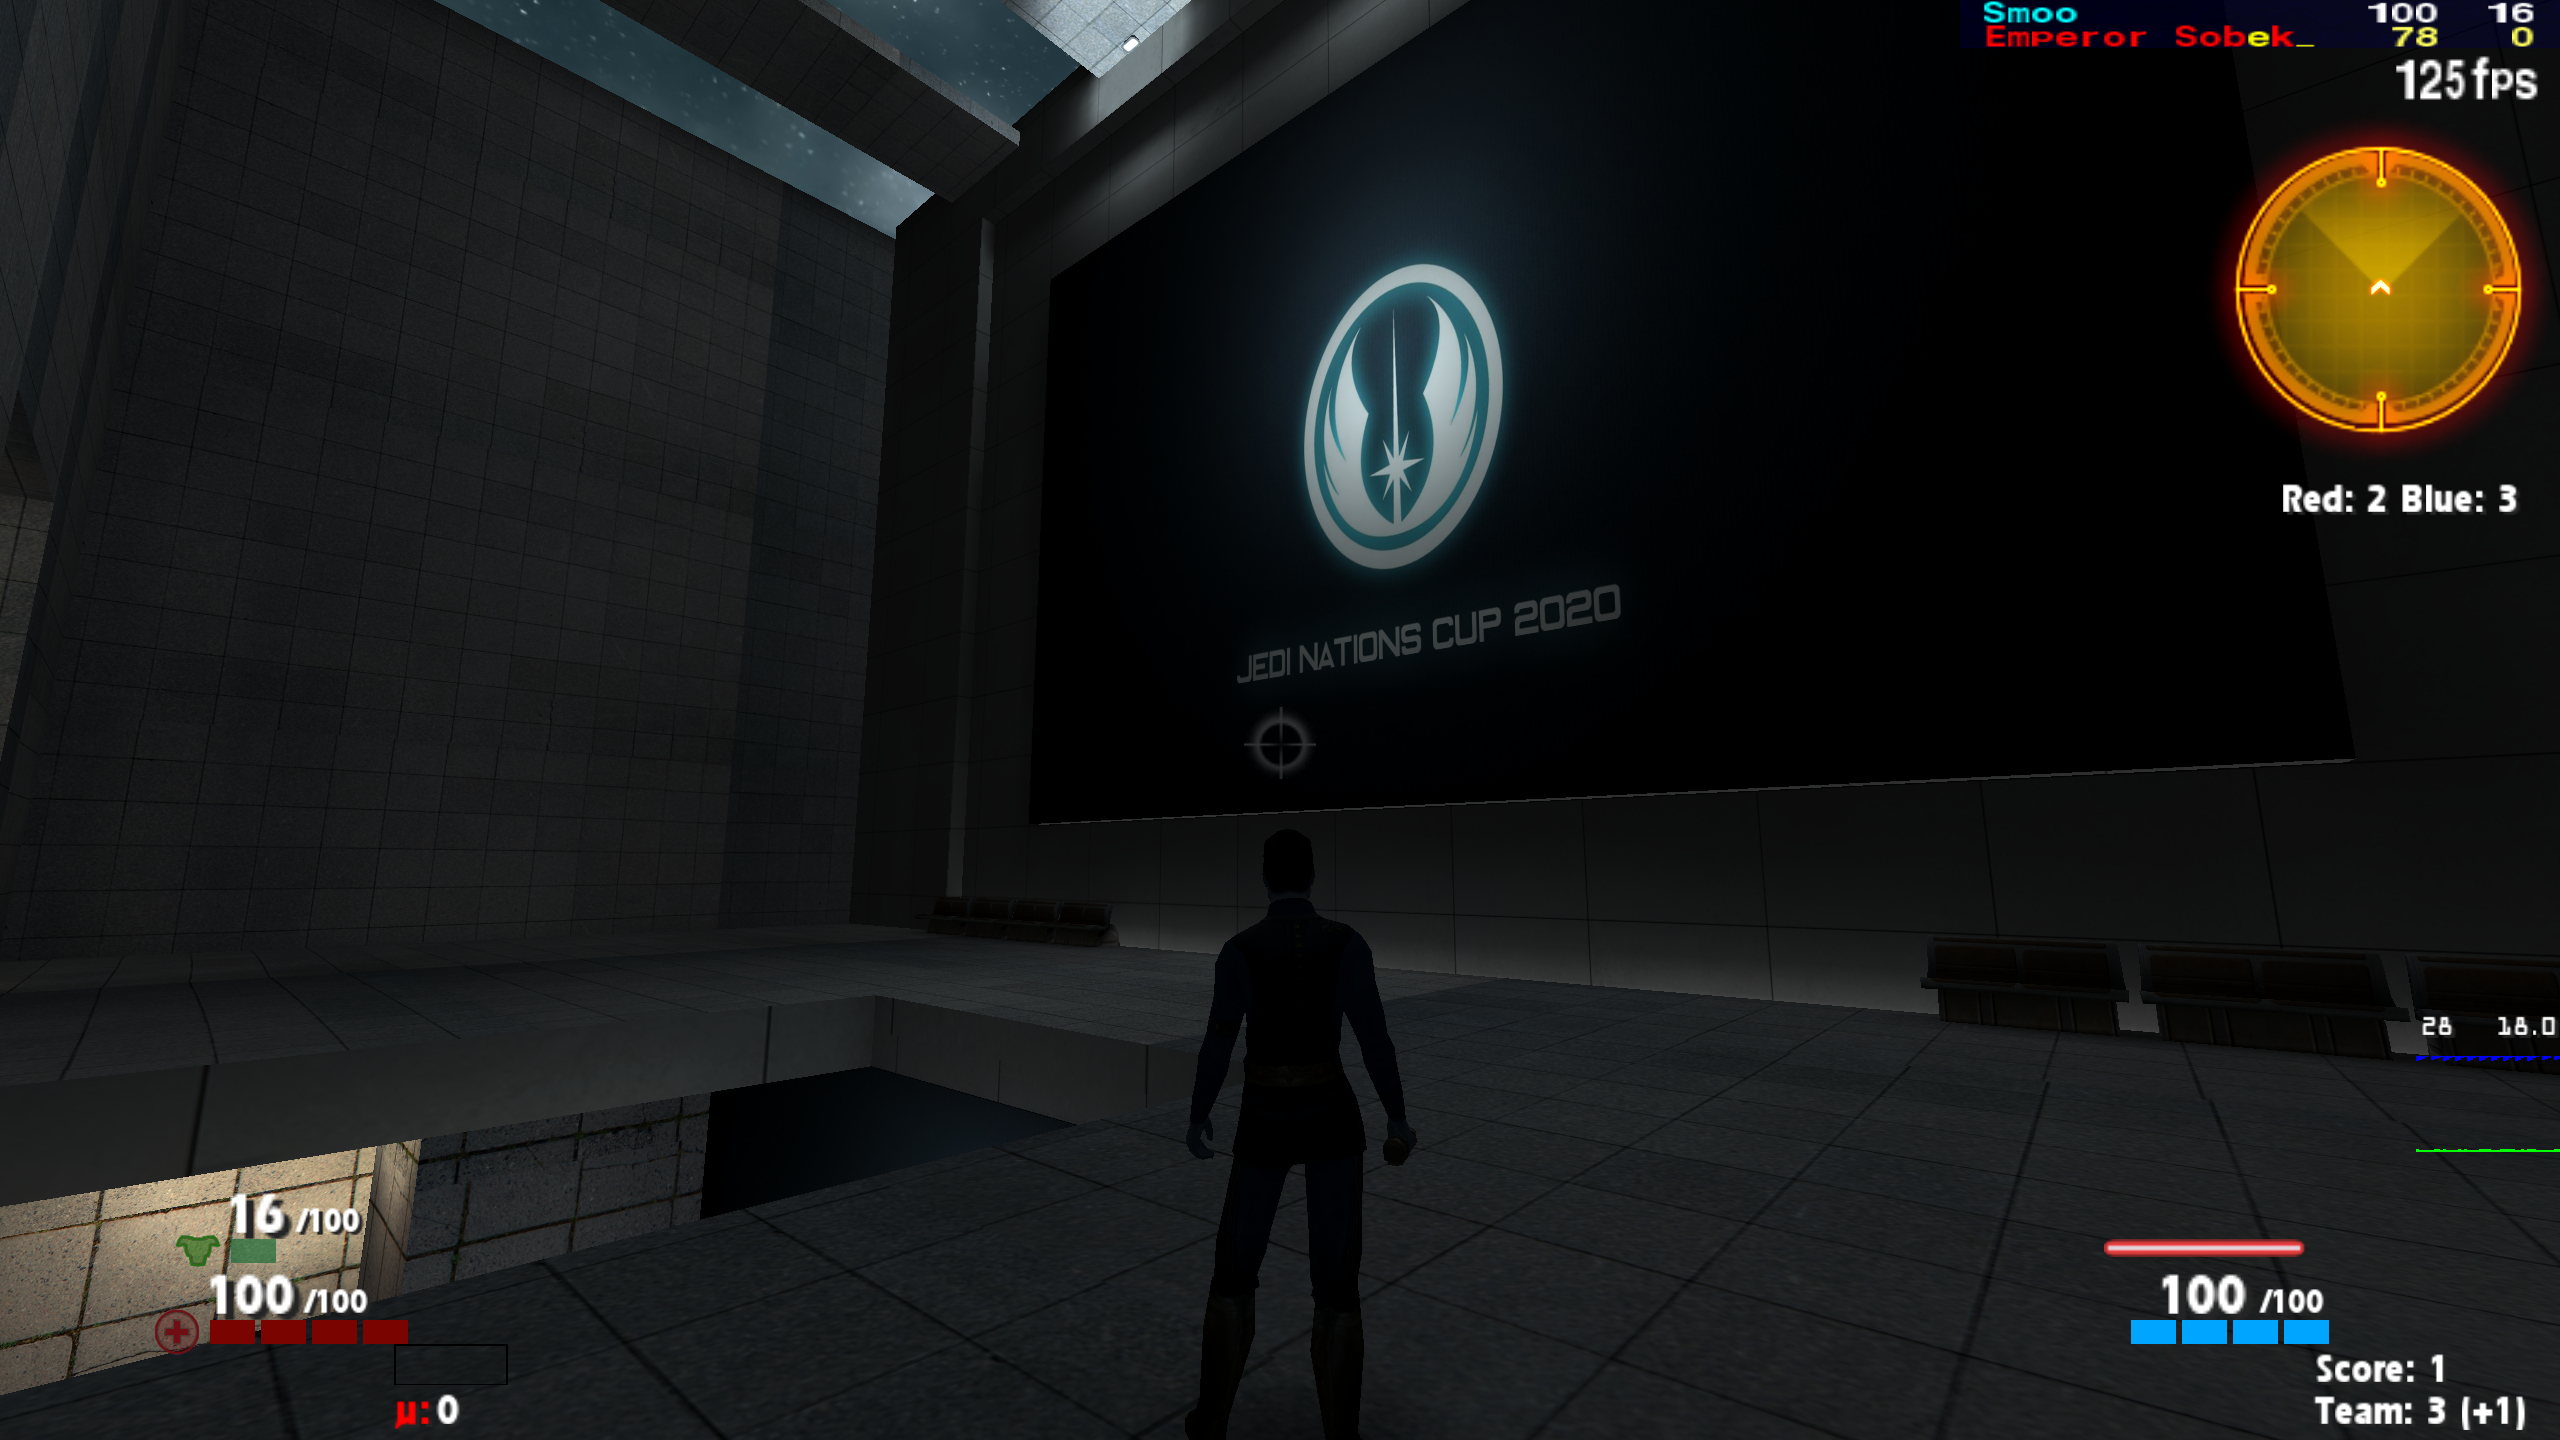 Smoo 100 16
Emperor Sobek_ 78 0
125fps
Red: 2 Blue: 3
JEDI NATIONS CUP 2020
28 18.0
16 /100
100 /100
µ: 0
100 /100
Score: 1
Team: 3 (+1)